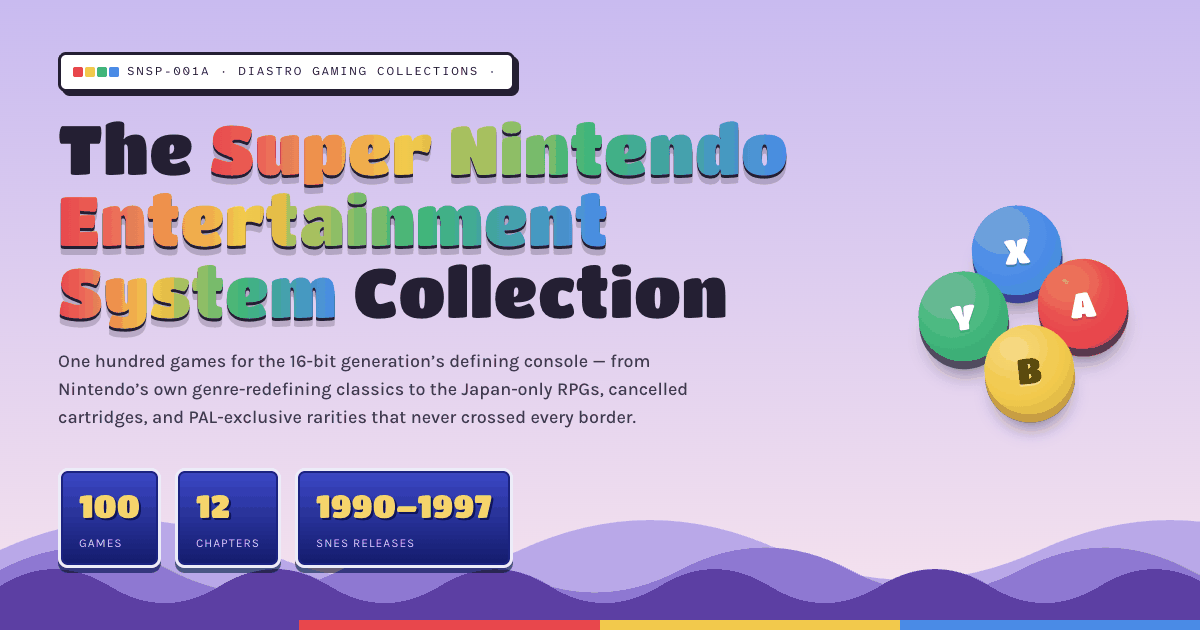 SNSP-001A · DIASTRO GAMING COLLECTIONS ·
The Super Nintendo
Entertainment
System Collection
One hundred games for the 16-bit generation’s defining console — from
Nintendo’s own genre-redefining classics to the Japan-only RPGs, cancelled
cartridges, and PAL-exclusive rarities that never crossed every border.
X
Y
A
B
100
GAMES
12
CHAPTERS
1990–1997
SNES RELEASES